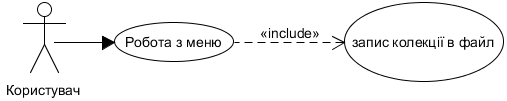 Користувач
Робота з меню
«include»
запис колекції в файл